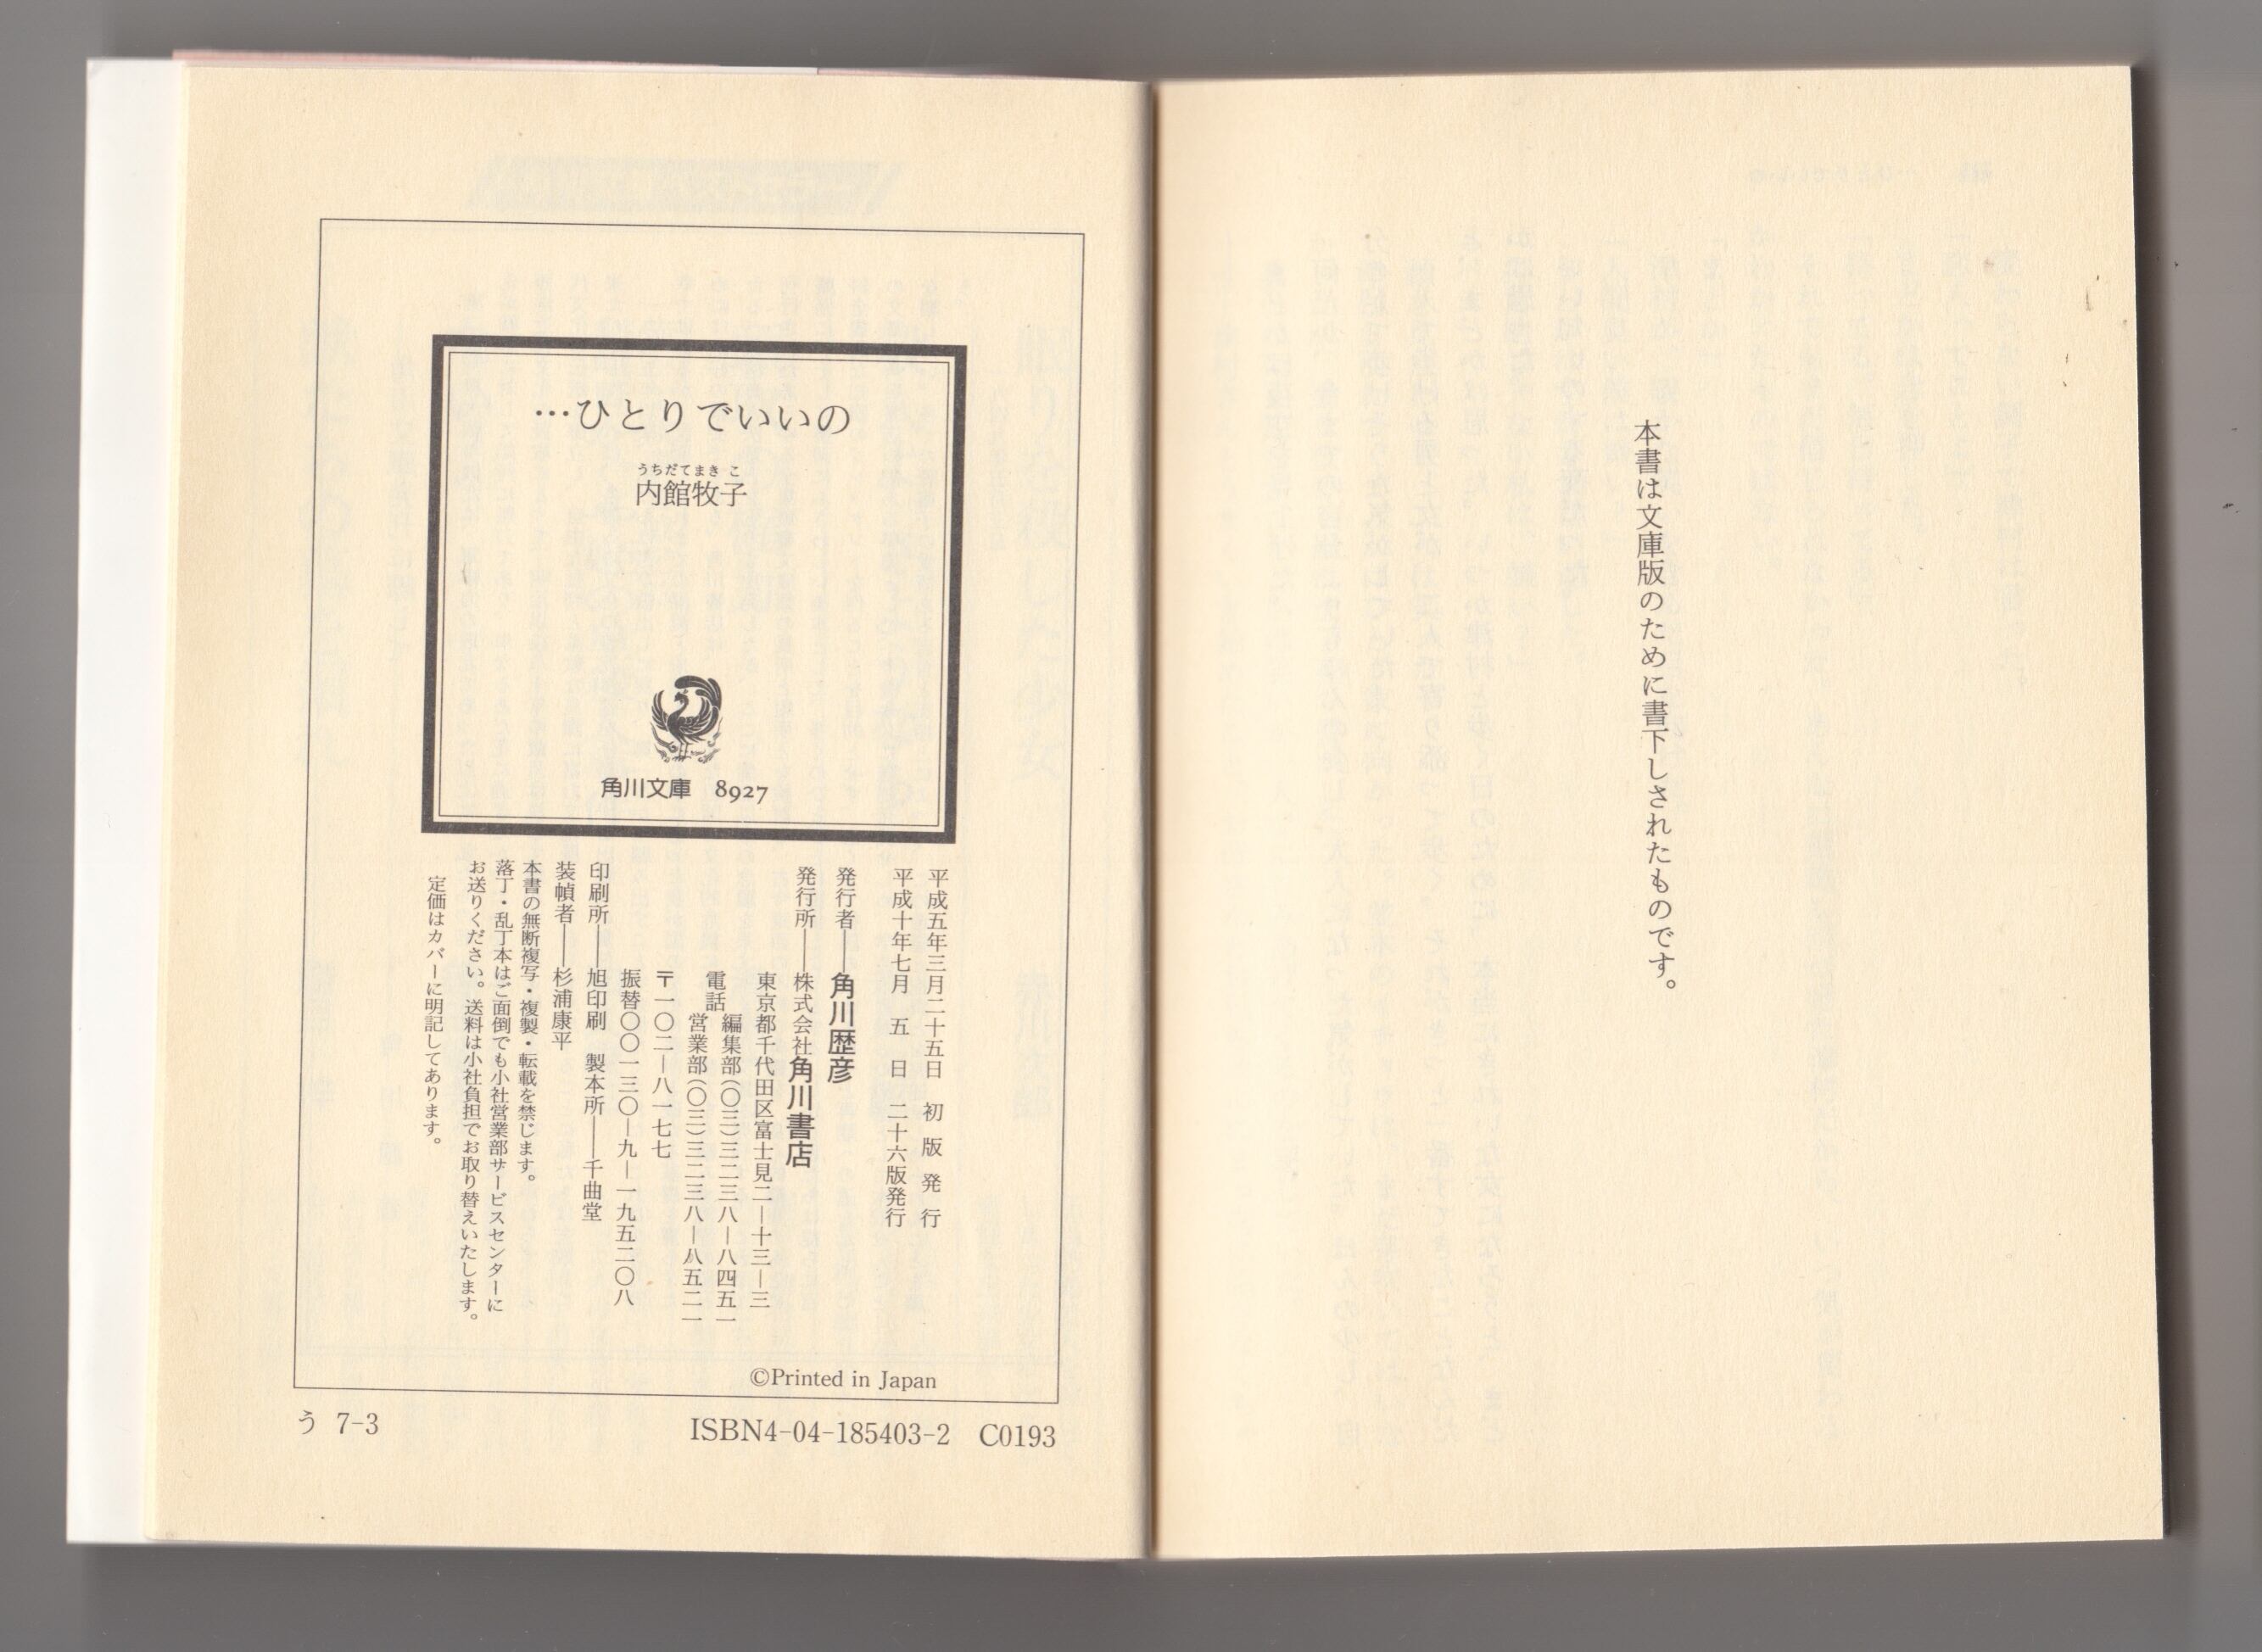 本書は文庫版のために書下しされたものです。
…ひとりでいいの
うちだてまきこ
内館牧子
角川文庫 8927
平成五年三月二十五日 初版発行
平成十年七月 五 日 二十六版発行
発行者――角川歴彦
発行所――株式会社角川書店
東京都千代田区富士見二―十三―三
電話 編集部(〇三)三二三八―八四五一
営業部(〇三)三二三八―八五二一
〒一〇二―八一七七
振替〇〇一三〇―九―一九五二〇八
印刷所――旭印刷 製本所――千曲堂
装幀者――杉浦康平
本書の無断複写・複製・転載を禁じます。
落丁・乱丁本はご面倒でも小社営業部サービスセンターに
お送りください。送料は小社負担でお取り替えいたします。
定価はカバーに明記してあります。
©Printed in Japan
う 7-3
ISBN4-04-185403-2 C0193